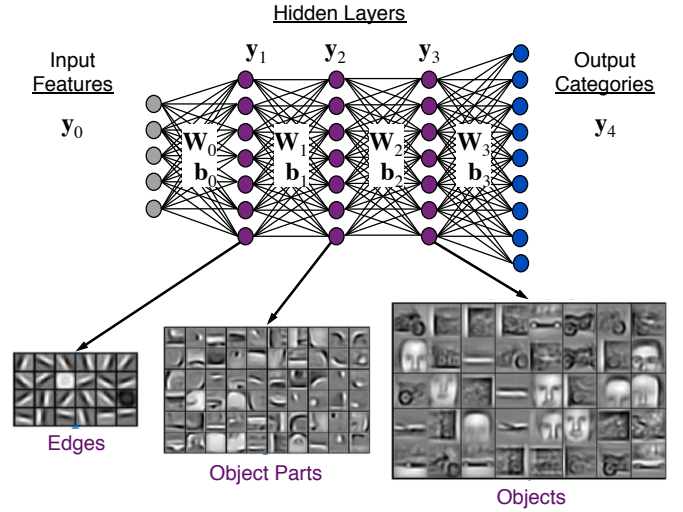 Hidden Layers
Input
Features
y₀
y₁
y₂
y₃
Output
Categories
y₄
W₀
b₀
W₁
b₁
W₂
b₂
W₃
b₃
Edges
Object Parts
Objects